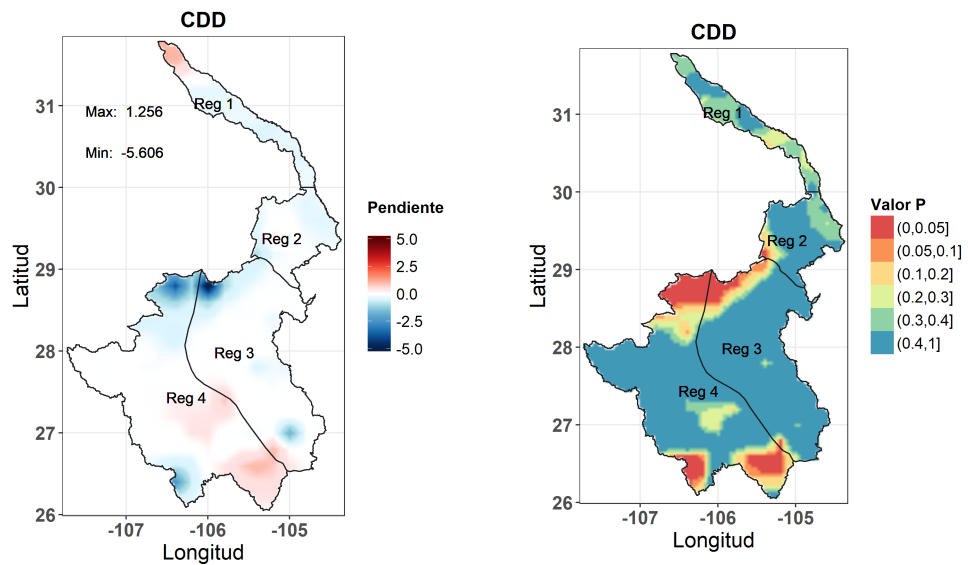 CDD
Max: 1.256
Min: -5.606
Reg 1
Reg 2
Reg 3
Reg 4
31
30
29
28
27
26
Latitud
-107
-106
-105
Longitud
Pendiente
5.0
2.5
0.0
-2.5
-5.0
CDD
Reg 1
Reg 2
Reg 3
Reg 4
31
30
29
28
27
26
Latitud
-107
-106
-105
Longitud
Valor P
(0,0.05]
(0.05,0.1]
(0.1,0.2]
(0.2,0.3]
(0.3,0.4]
(0.4,1]